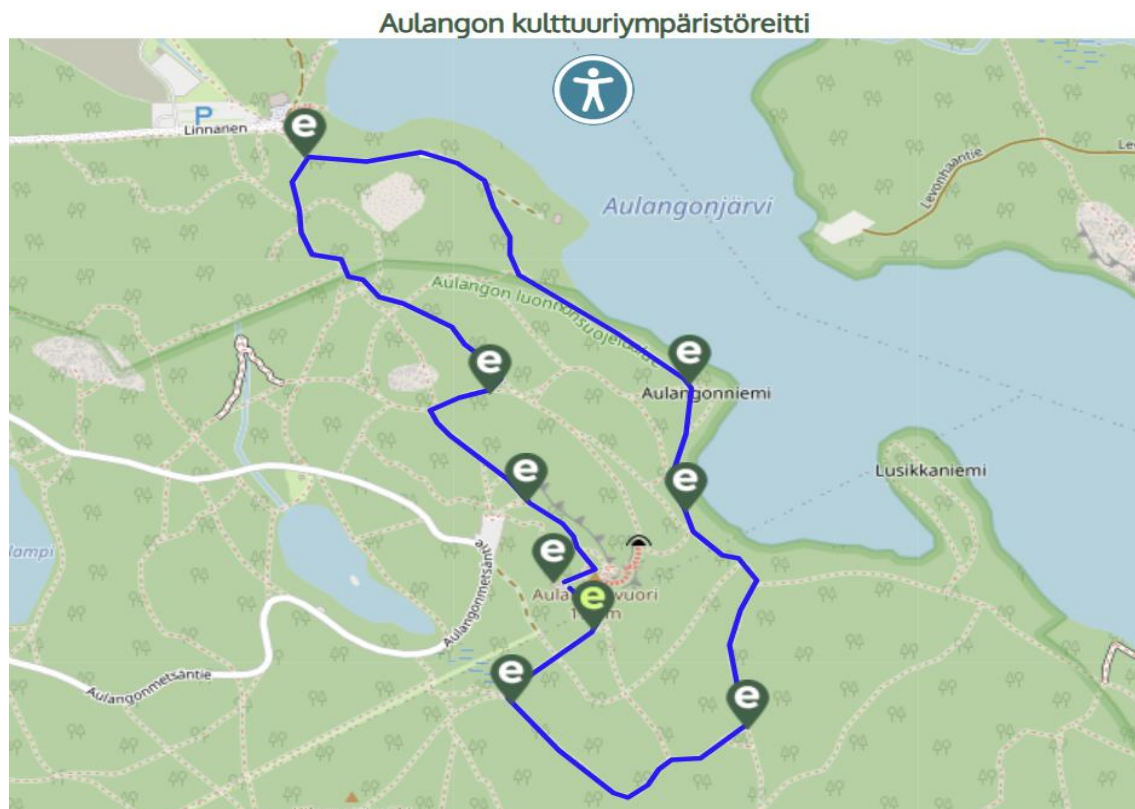 Aulangon kulttuuriympäristöreitti
P
Linnanen
e
Levonhaantie
Aulangonjärvi
Aulangon luonnonsuojelualue
e
e
Aulangonniemi
Lusikkaniemi
e
e
lampi
e
e
Aulangonmetsäntie
Aulangonmetsäntie
e
e